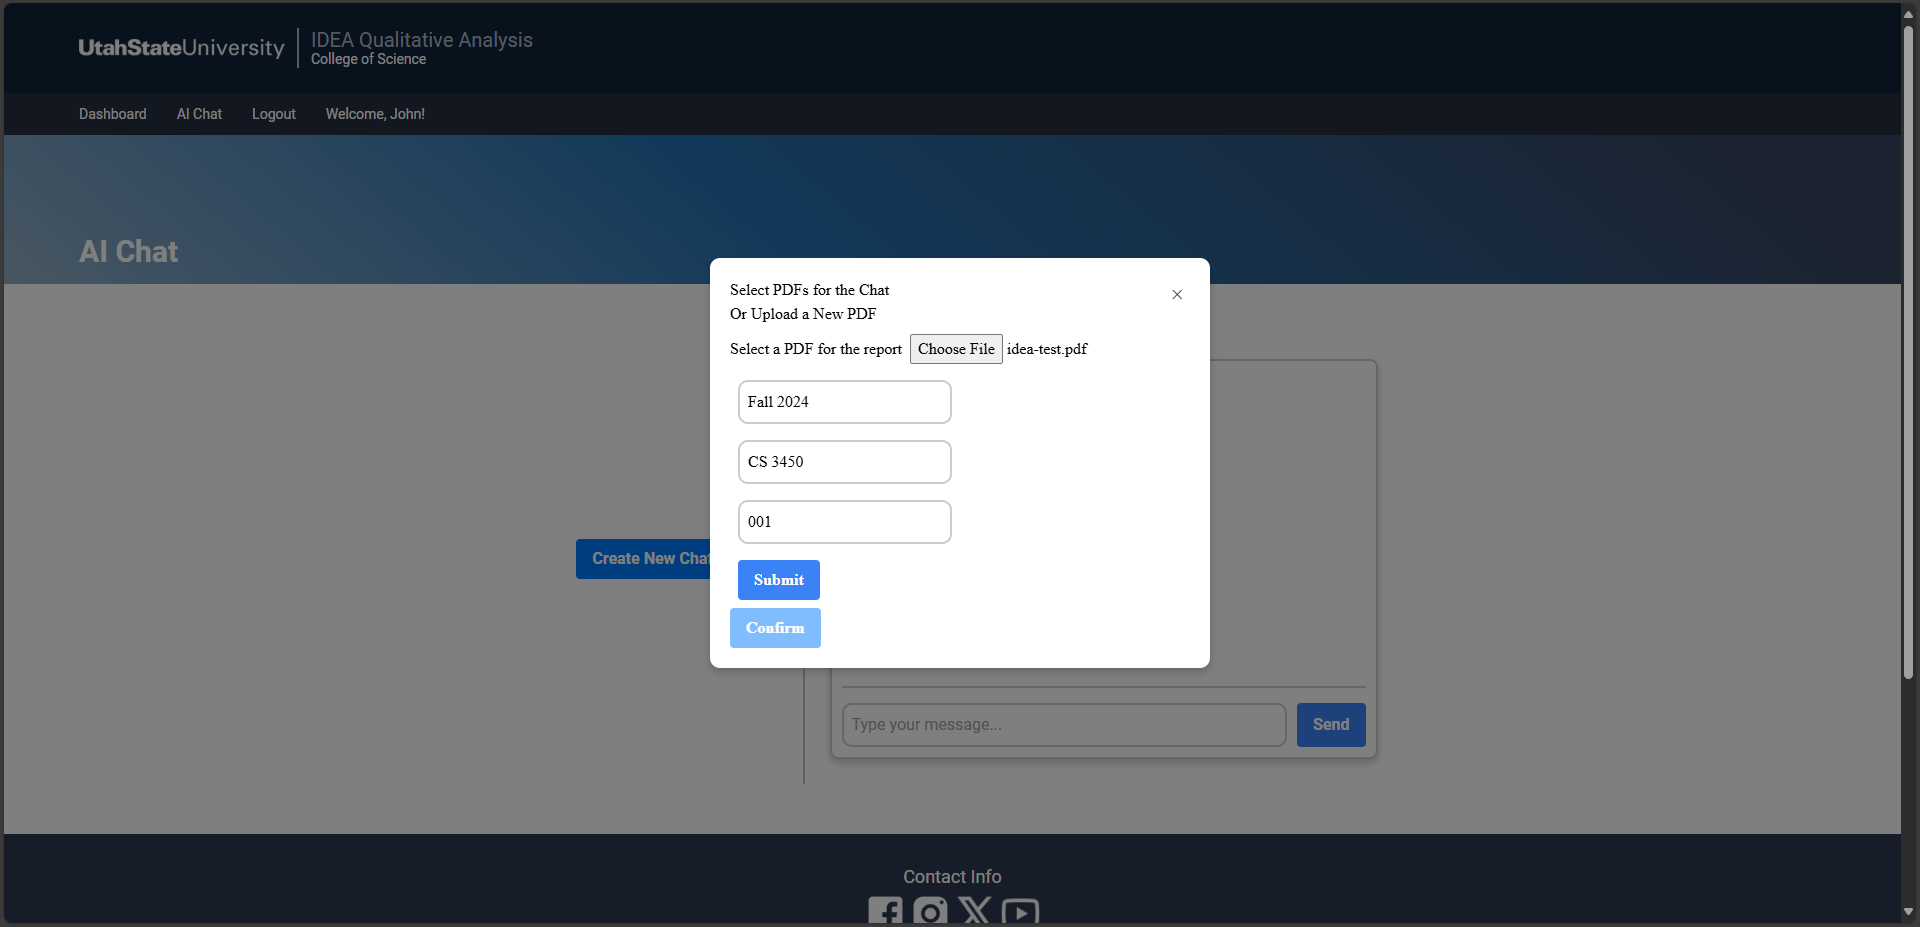 UtahStateUniversity
IDEA Qualitative Analysis
College of Science
Dashboard
AI Chat
Logout
Welcome, John!
AI Chat
Select PDFs for the Chat
Or Upload a New PDF
Select a PDF for the report
Choose File
idea-test.pdf
Fall 2024
CS 3450
001
Create New Chat
Submit
Confirm
Type your message...
Send
Contact Info